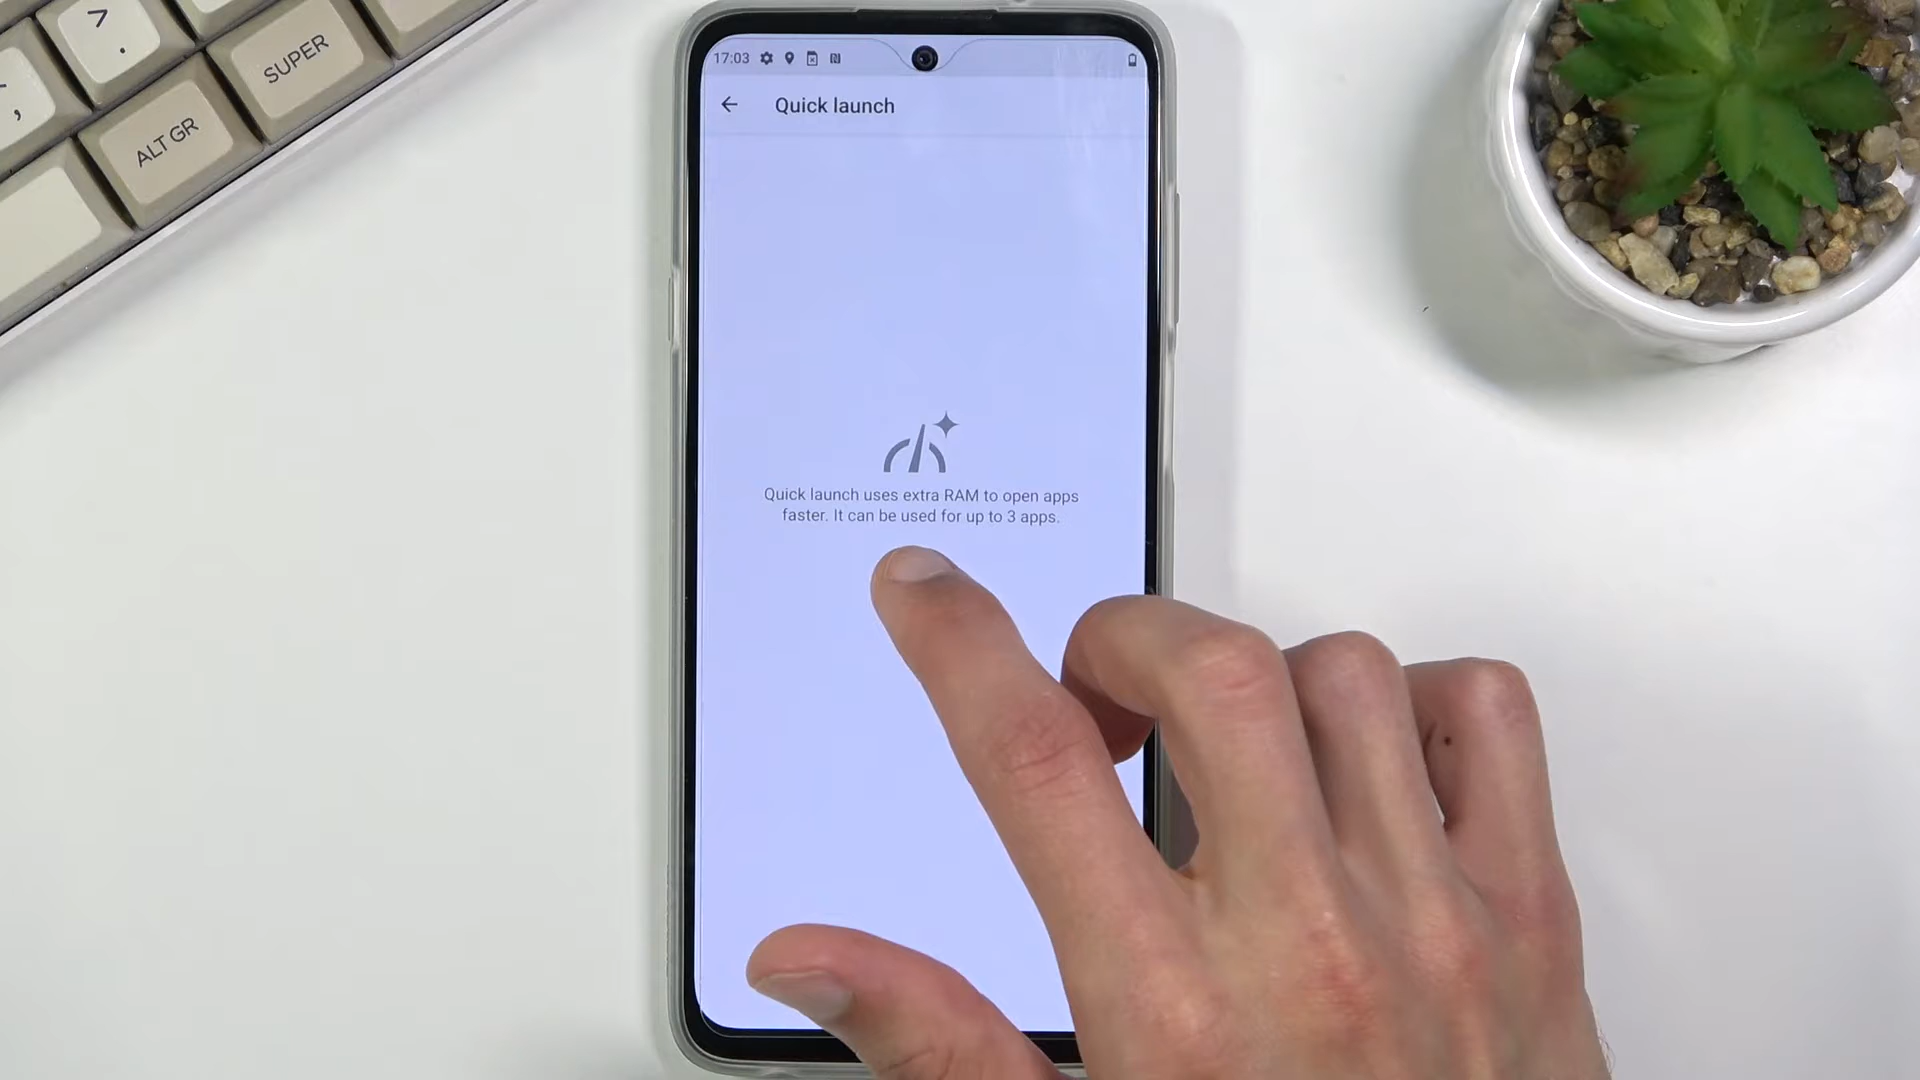 SUPER
ALT GR
17:03
Quick launch
Quick launch uses extra RAM to open apps
faster. It can be used for up to 3 apps.